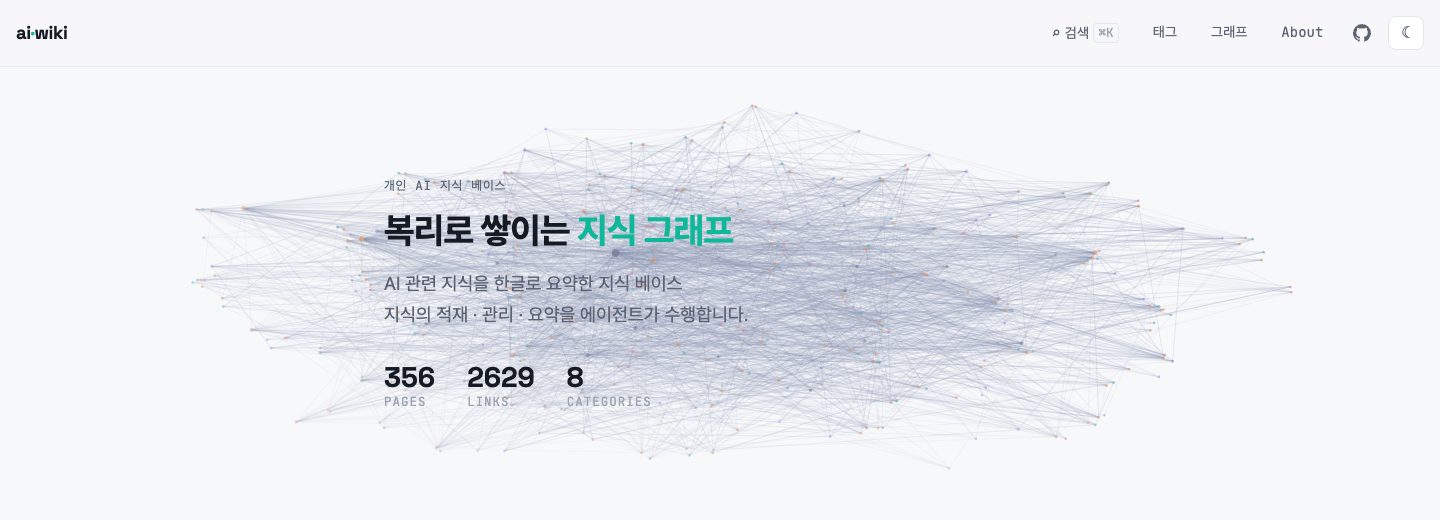 ai·wiki
검색 ⌘K
태그
그래프
About
개인 AI 지식 베이스
복리로 쌓이는 지식 그래프
AI 관련 지식을 한글로 요약한 지식 베이스
지식의 적재 · 관리 · 요약을 에이전트가 수행합니다.
356 2629 8
PAGES LINKS CATEGORIES